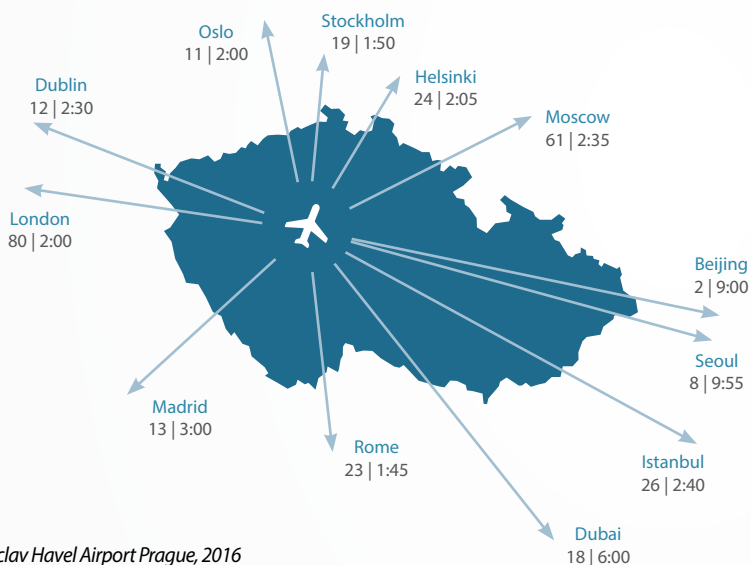 Oslo
11 | 2:00
Stockholm
19 | 1:50
Helsinki
24 | 2:05
Dublin
12 | 2:30
Moscow
61 | 2:35
London
80 | 2:00
Beijing
2 | 9:00
Seoul
8 | 9:55
Madrid
13 | 3:00
Rome
23 | 1:45
Istanbul
26 | 2:40
Dubai
18 | 6:00
Havel Airport Prague, 2016